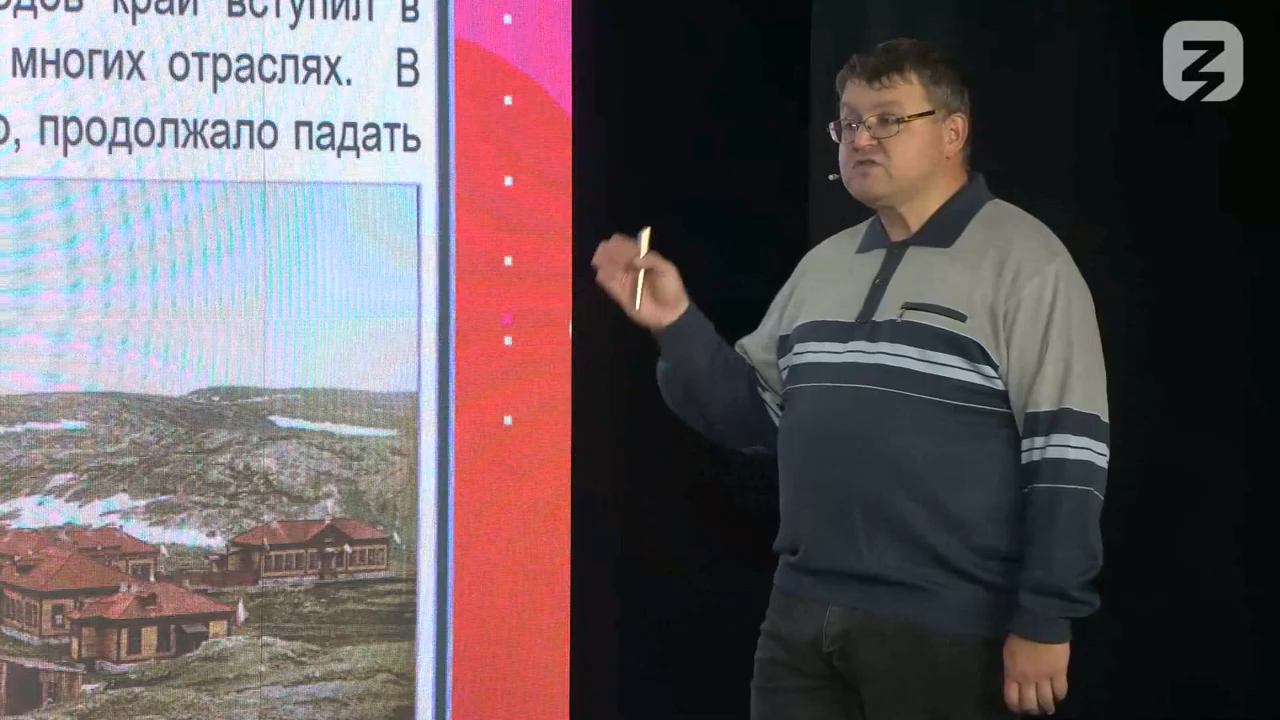 край вступил в
многих отраслях. В
продолжало падать